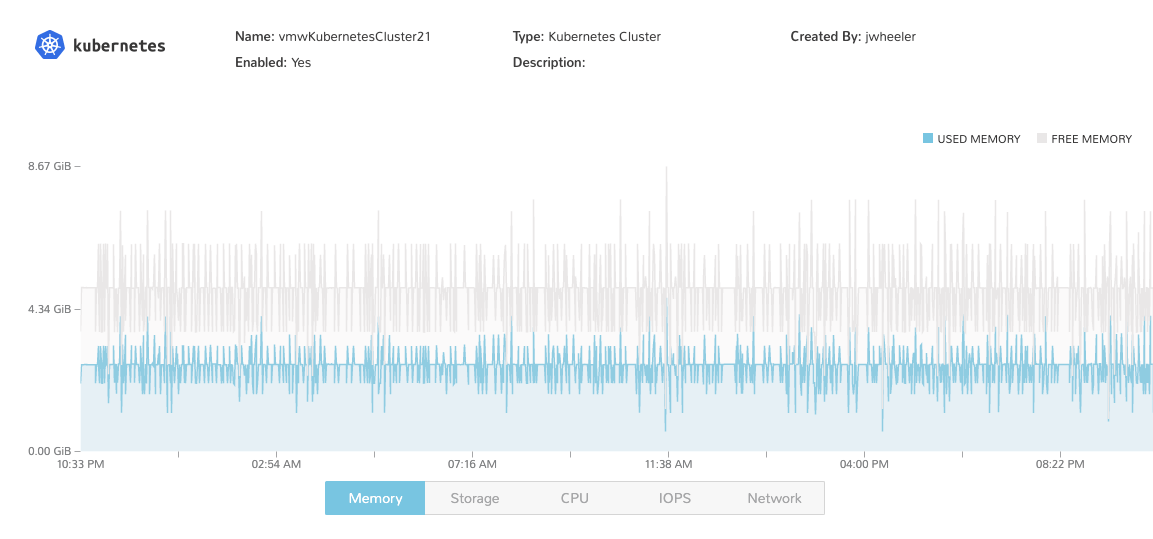 kubernetes
Name: vmwKubernetesCluster21
Type: Kubernetes Cluster
Created By: jwheeler
Enabled: Yes
Description:
USED MEMORY
FREE MEMORY
8.67 GiB
4.34 GiB
0.00 GiB
10:33 PM
02:54 AM
07:16 AM
11:38 AM
04:00 PM
08:22 PM
Memory
Storage
CPU
IOPS
Network